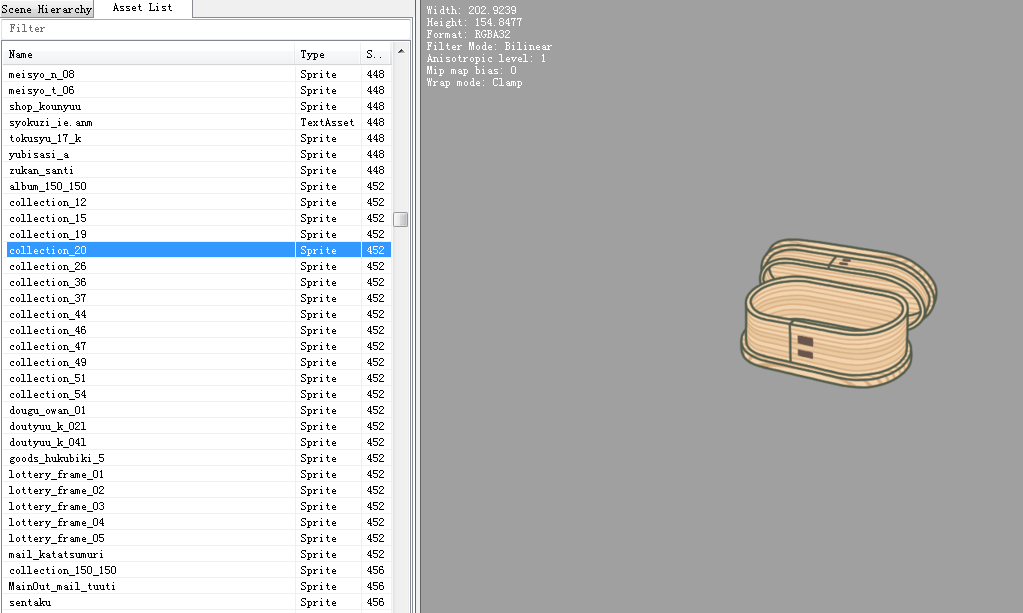 Scene Hierarchy Asset List
Filter
Name Type S..
meisyo_n_08 Sprite 448
meisyo_t_06 Sprite 448
shop_kounyuu Sprite 448
syokuzi_ie.anm TextAsset 448
tokusyu_17_k Sprite 448
yubisasi_a Sprite 448
zukan_santi Sprite 448
album_150_150 Sprite 452
collection_12 Sprite 452
collection_15 Sprite 452
collection_19 Sprite 452
collection_20 Sprite 452
collection_26 Sprite 452
collection_36 Sprite 452
collection_37 Sprite 452
collection_44 Sprite 452
collection_46 Sprite 452
collection_47 Sprite 452
collection_49 Sprite 452
collection_51 Sprite 452
collection_54 Sprite 452
dougu_owan_01 Sprite 452
doutyuu_k_021 Sprite 452
doutyuu_k_041 Sprite 452
goods_hukubiki_5 Sprite 452
lottery_frame_01 Sprite 452
lottery_frame_02 Sprite 452
lottery_frame_03 Sprite 452
lottery_frame_04 Sprite 452
lottery_frame_05 Sprite 452
mail_katatsumuri Sprite 452
collection_150_150 Sprite 456
MainOut_mail_tuuti Sprite 456
sentaku Sprite 456
Width: 202.9239
Height: 154.8477
Format: RGBA32
Filter Mode: Bilinear
Anisotropic level: 1
Mip map bias: 0
Wrap mode: Clamp